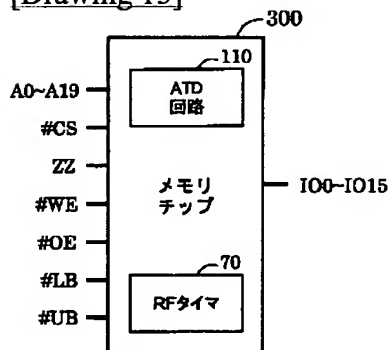 [Drawing 15]
300
110
A0~A19
ATD
回路
#CS
ZZ
メモリ
チップ
IO0~IO15
#WE
#OE
70
#LB
RFタイマ
#UB